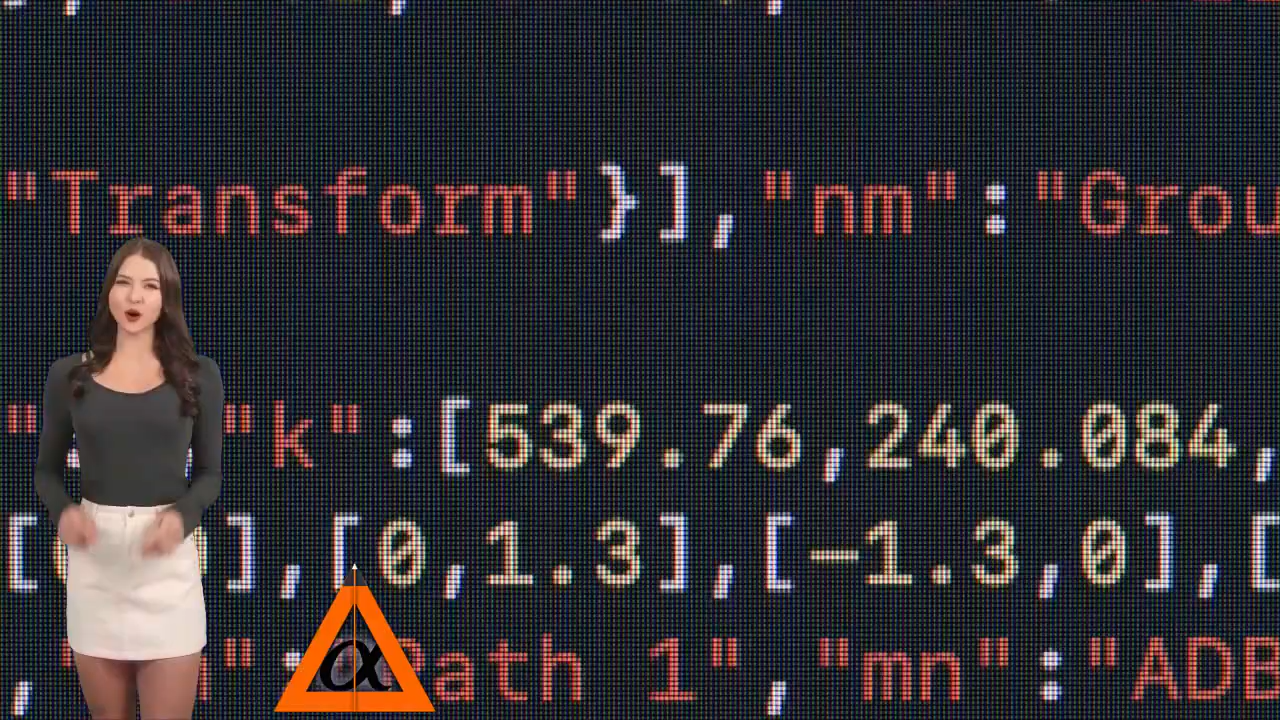 "Transform"}],"nm":"Grou
"k":[539.76,240.084,
],[0,1.3],[-1.3,0],[
,"":"Path 1","mn":"ADB
α